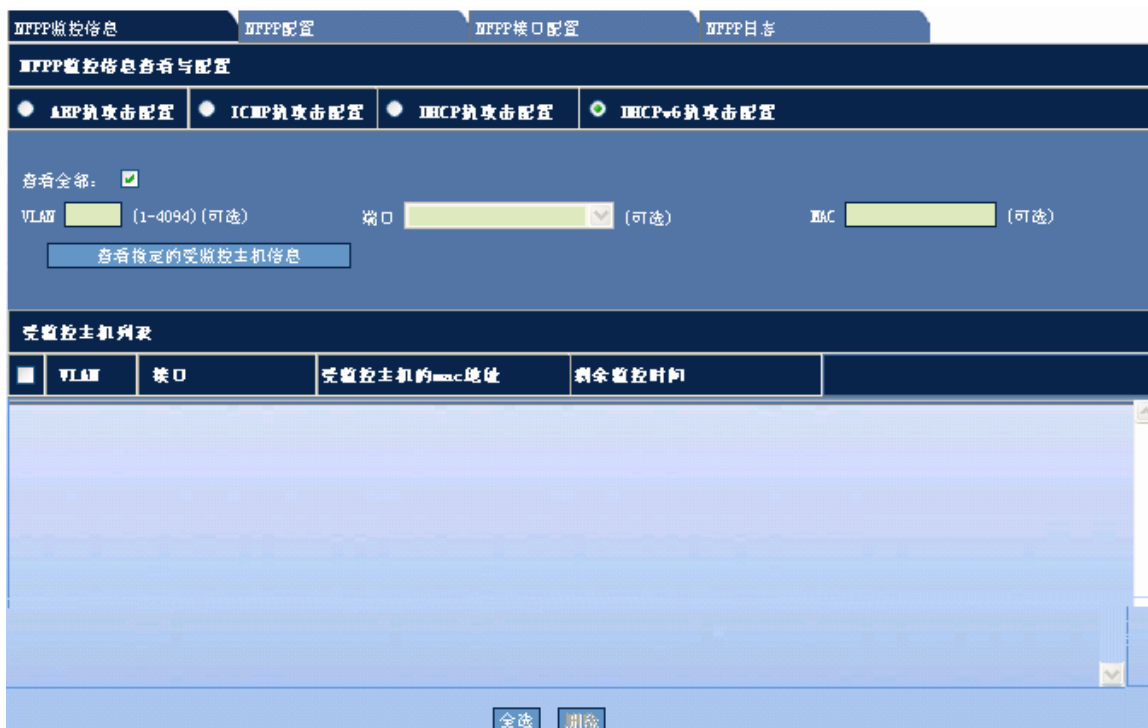 NFPP监控信息 NFPP配置 NFPP接口配置 NFPP日志
NFPP监控信息查看与配置
ARP抗攻击配置 ICMP抗攻击配置 DHCP抗攻击配置 DHCPv6抗攻击配置
查看全部：
VLAN (1-4094)(可选) 端口 (可选) MAC (可选)
查看指定的受监控主机信息
受监控主机列表
VLAN 接口 受监控主机的mac地址 剩余监控时间
全选 删除